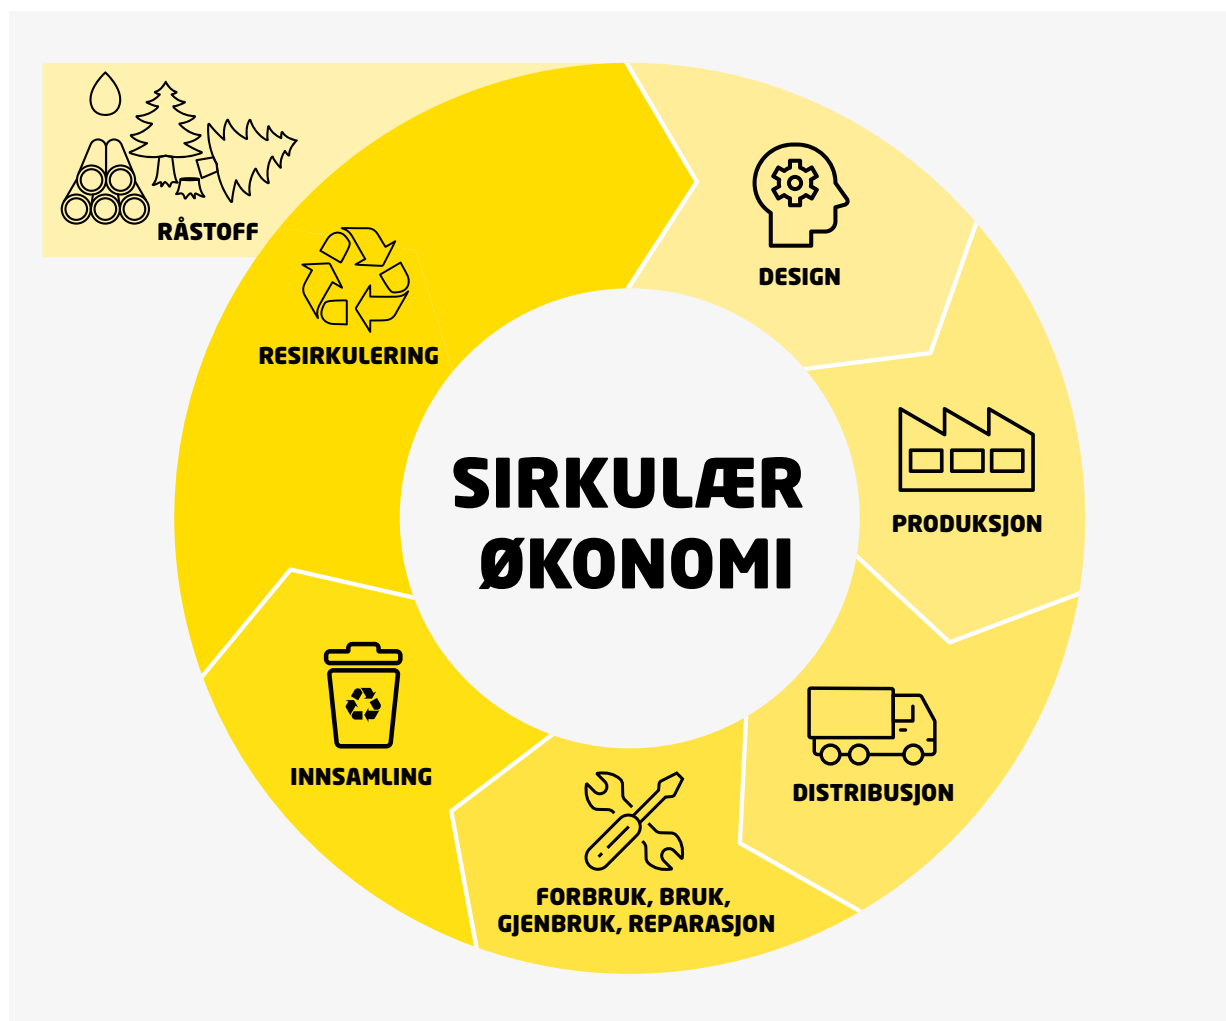 RÅSTOFF
RESIRKULERING
DESIGN
PRODUKSJON
SIRKULÆR
ØKONOMI
DISTRIBUSJON
FORBRUK, BRUK,
GJENBRUK, REPARASJON
INNSAMLING